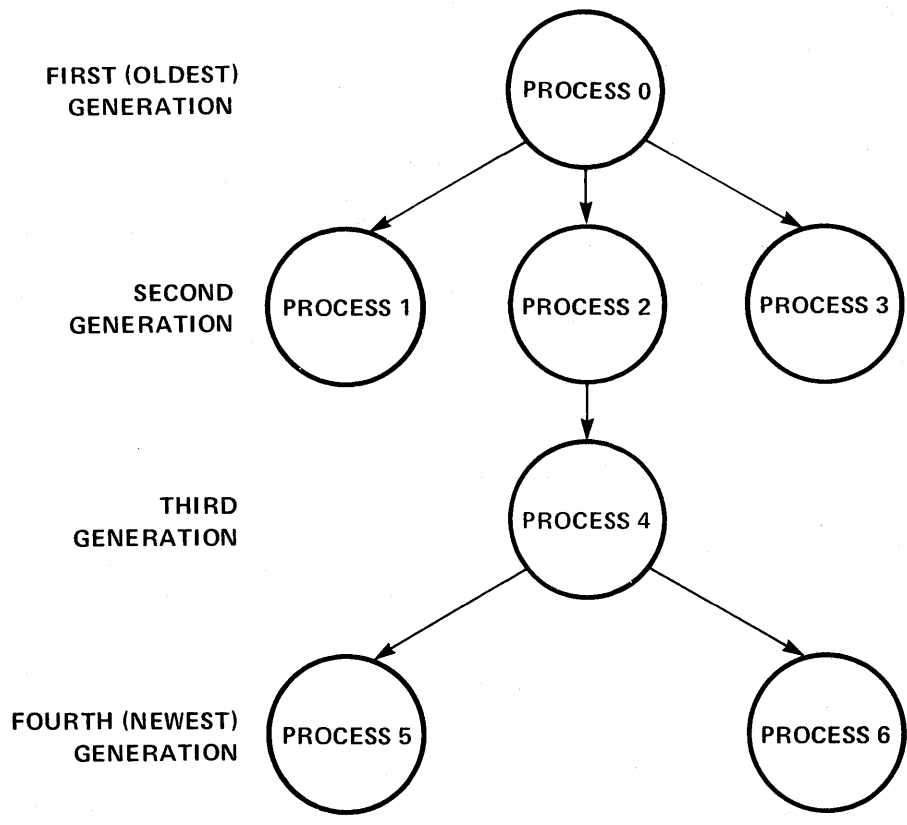 FIRST (OLDEST)
GENERATION
PROCESS 0
SECOND
GENERATION
PROCESS 1
PROCESS 2
PROCESS 3
THIRD
GENERATION
PROCESS 4
FOURTH (NEWEST)
GENERATION
PROCESS 5
PROCESS 6